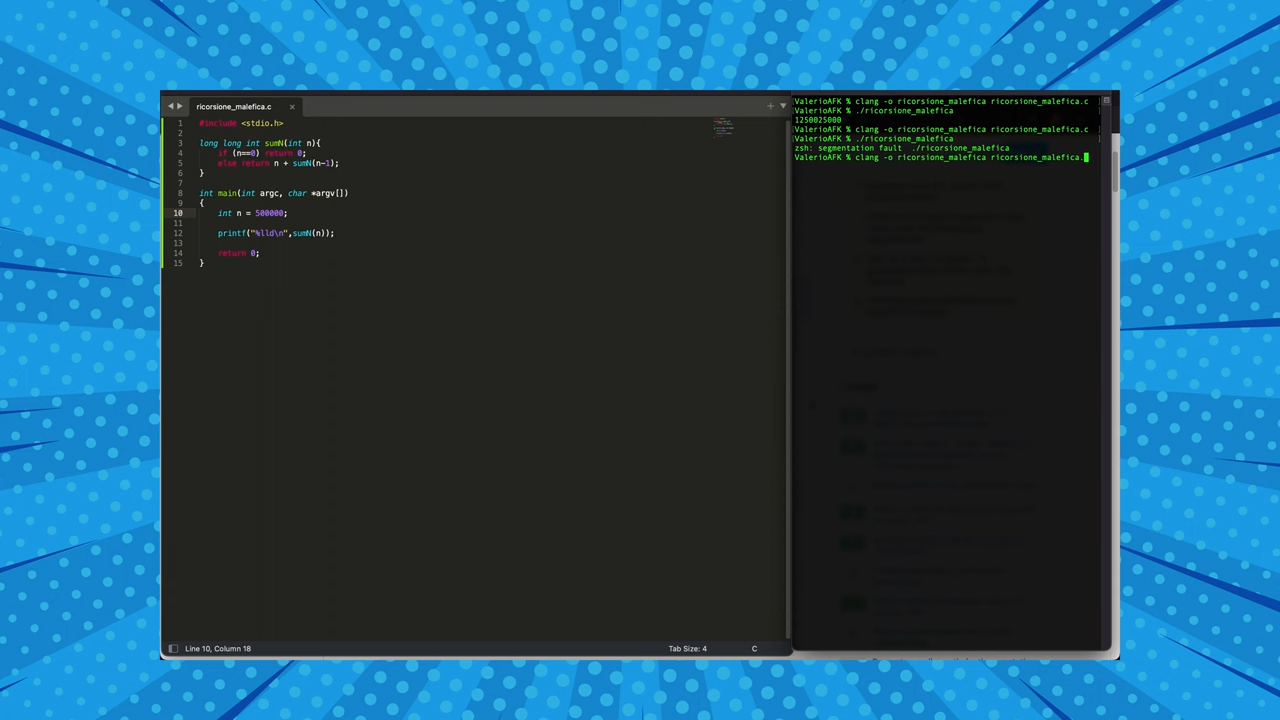 ricorsione_malefica.c
1 #include <stdio.h>
2
3 long long int sumN(int n){
4 if (n==0) return 0;
5 else return n + sumN(n-1);
6 }
7
8 int main(int argc, char *argv[])
9 {
10 int n = 500000;
11
12 printf("%lld\n",sumN(n));
13
14 return 0;
15 }
Line 10, Column 18
Tab Size: 4
C
ValerioAFK % clang -o ricorsione_malefica ricorsione_malefica.c
ValerioAFK % ./ricorsione_malefica
1250025000
ValerioAFK % clang -o ricorsione_malefica ricorsione_malefica.c
ValerioAFK % ./ricorsione_malefica
zsh: segmentation fault ./ricorsione_malefica
ValerioAFK % clang -o ricorsione_malefica ricorsione_malefica.